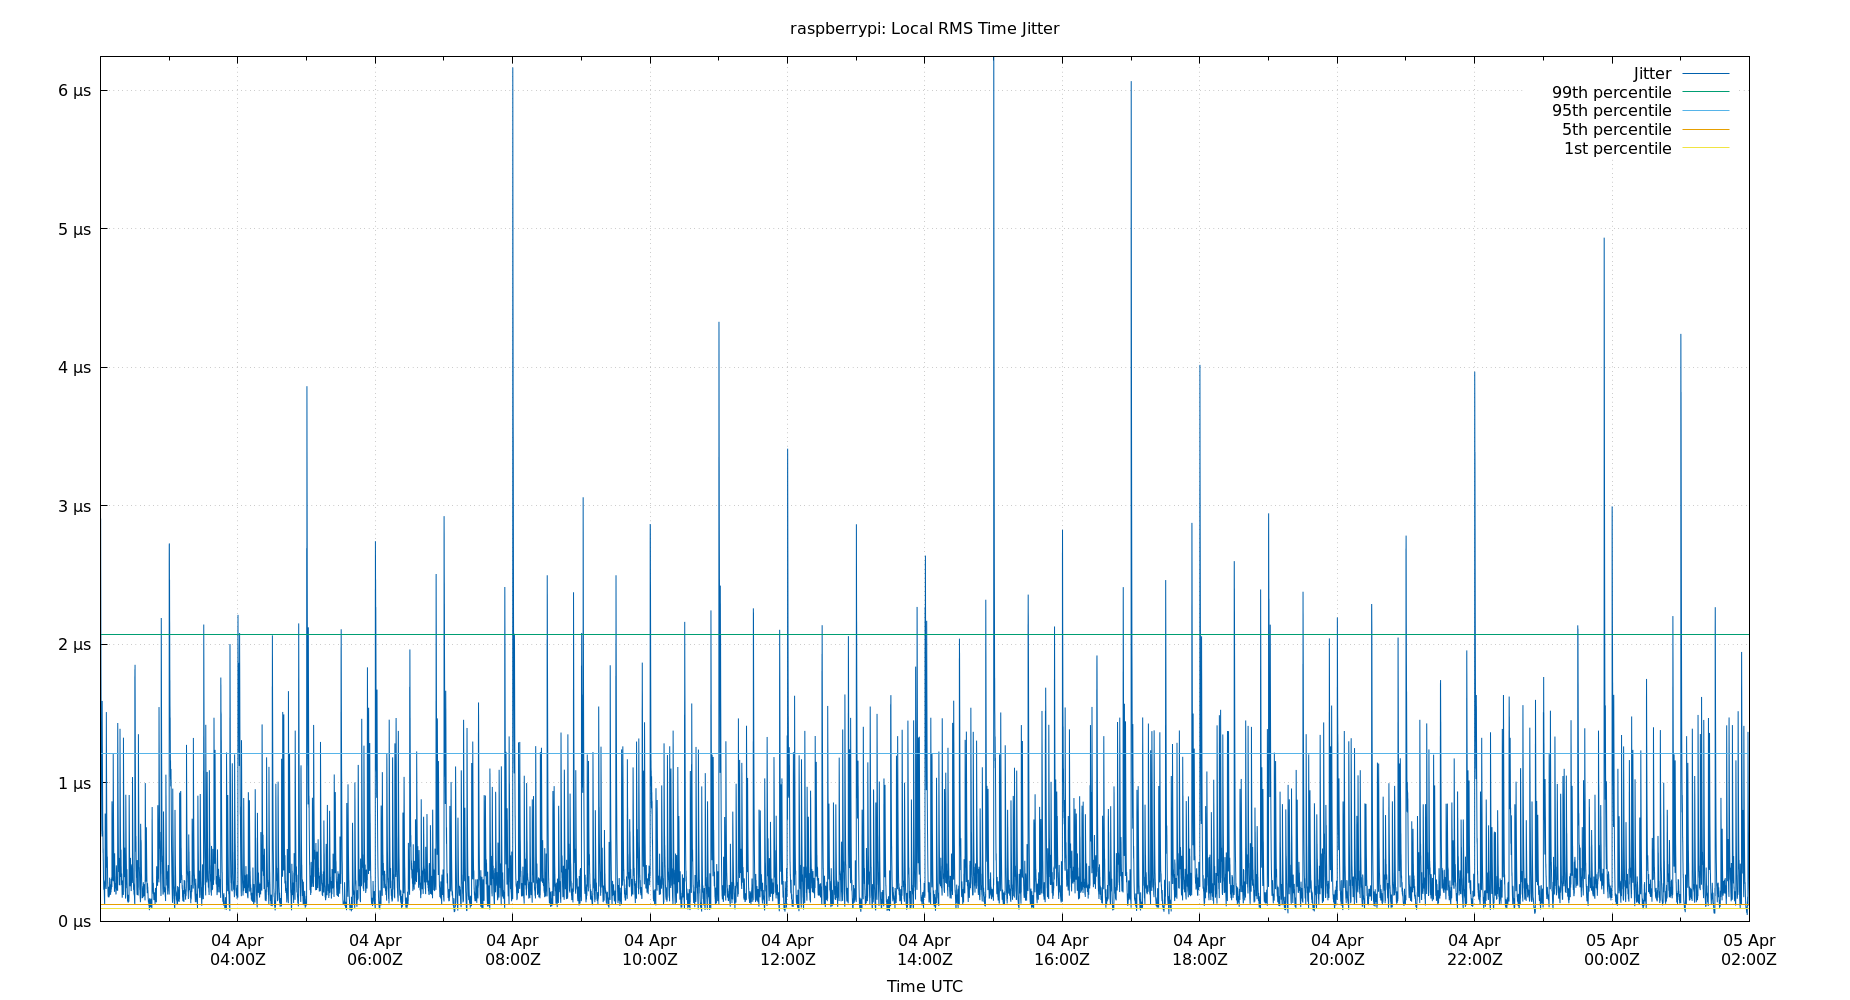 raspberrypi: Local RMS Time Jitter
6 µs
5 µs
4 µs
3 µs
2 µs
1 µs
0 µs
Jitter
99th percentile
95th percentile
5th percentile
1st percentile
04 Apr
04:00Z
04 Apr
06:00Z
04 Apr
08:00Z
04 Apr
10:00Z
04 Apr
12:00Z
04 Apr
14:00Z
04 Apr
16:00Z
04 Apr
18:00Z
04 Apr
20:00Z
04 Apr
22:00Z
05 Apr
00:00Z
05 Apr
02:00Z
Time UTC